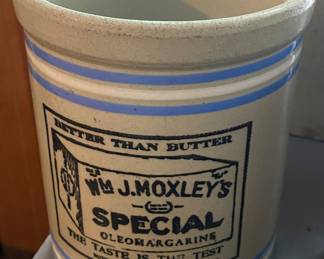 BETTER THAN BUTTER
WM J. MOXLEY'S
SPECIAL
OLEOMARGARINE
THE TASTE IS THE TEST